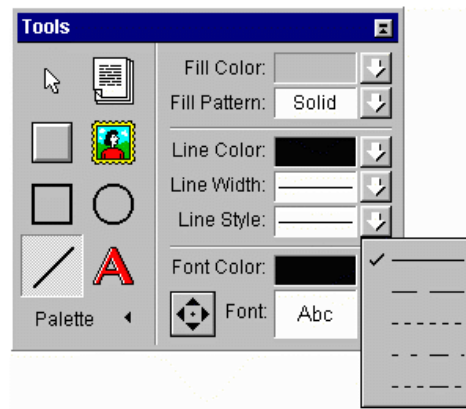 Tools
Fill Color:
Fill Pattern: Solid
Line Color:
Line Width:
Line Style:
Font Color:
Palette
Font: Abc